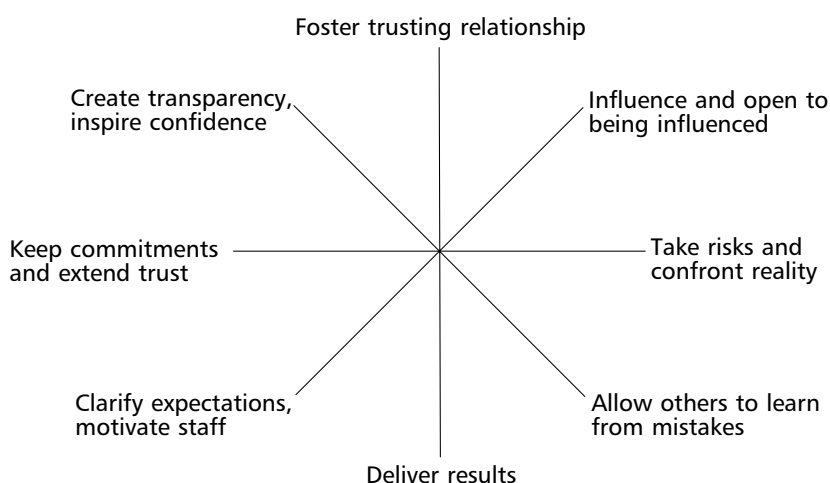 Foster trusting relationship
Create transparency,
inspire confidence
Influence and open to
being influenced
Keep commitments
and extend trust
Take risks and
confront reality
Clarify expectations,
motivate staff
Allow others to learn
from mistakes
Deliver results